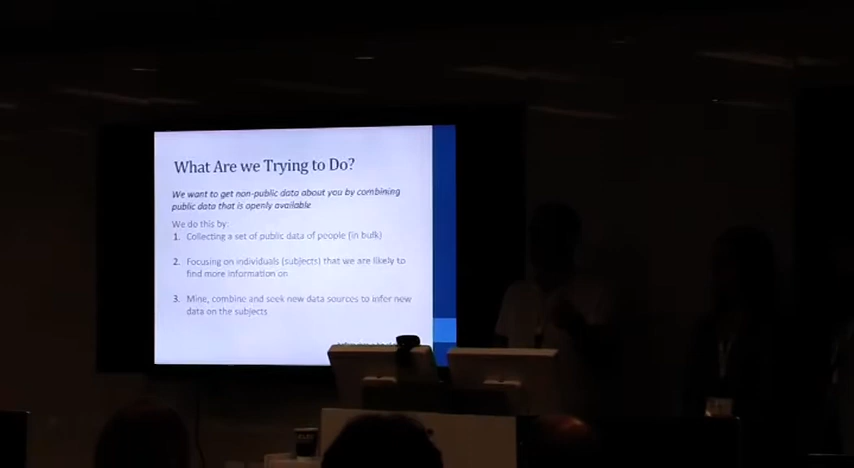 What Are we Trying to Do?
We want to get non-public data about you by combining
public data that is openly available
We do this by:
1. Collecting a set of public data of people (in bulk)
2. Focusing on individuals (subjects) that we are likely to
find more information on
3. Mine, combine and seek new data sources to infer new
data on the subjects